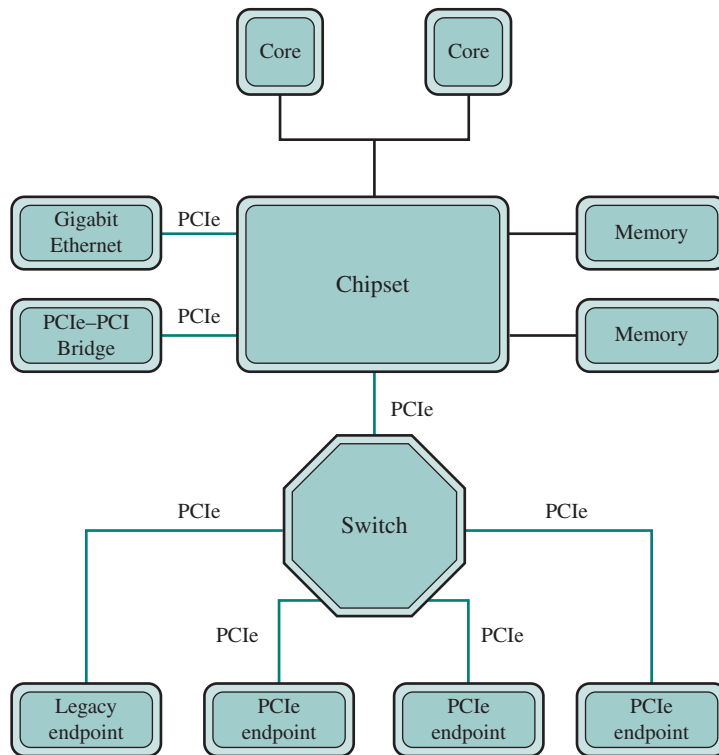 Core
Core
Gigabit
Ethernet
PCIe
Chipset
Memory
PCIe–PCI
Bridge
PCIe
Memory
PCIe
PCIe
Switch
PCIe
PCIe
PCIe
Legacy
endpoint
PCIe
endpoint
PCIe
endpoint
PCIe
endpoint